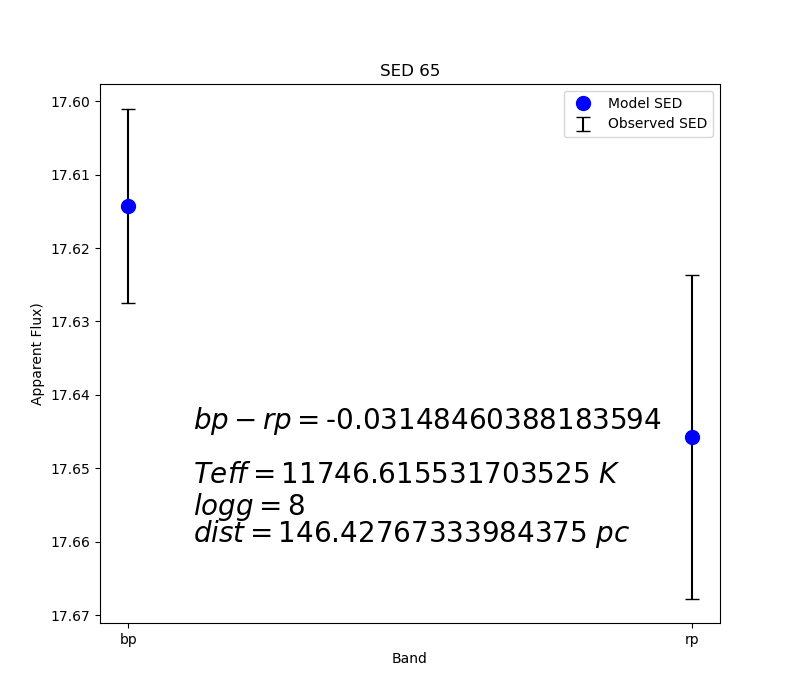 SED 65
Model SED
Observed SED
17.60
17.61
17.62
17.63
17.64
17.65
17.66
17.67
Apparent Flux)
bp − rp = -0.03148460388183594
Teff = 11746.615531703525 K
logg = 8
dist = 146.42767333984375 pc
bp
rp
Band